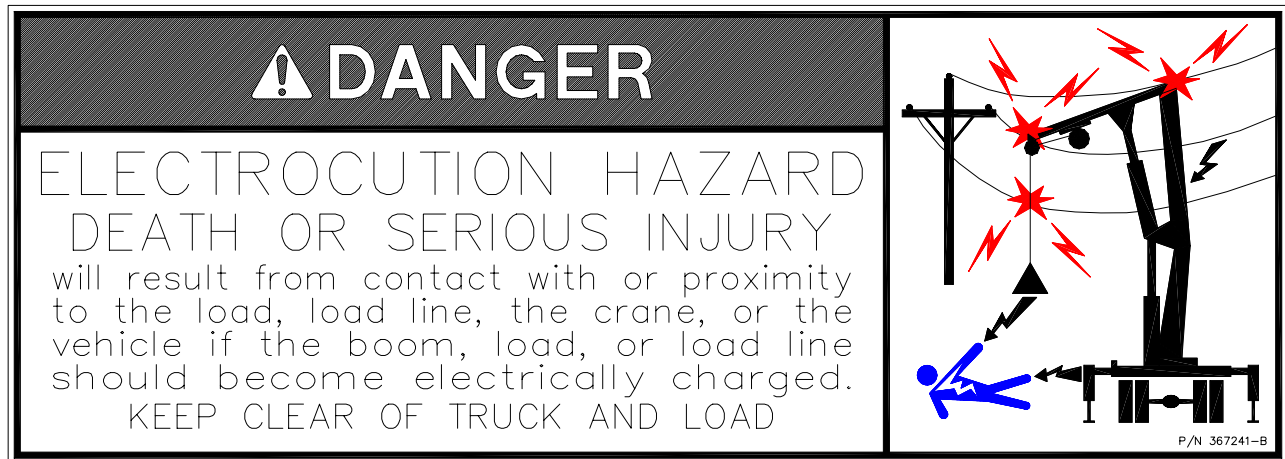 DANGER
ELECTROCUTION HAZARD
DEATH OR SERIOUS INJURY
will result from contact with or proximity
to the load, load line, the crane, or the
vehicle if the boom, load, or load line
should become electrically charged.
KEEP CLEAR OF TRUCK AND LOAD
P/N 367241-B